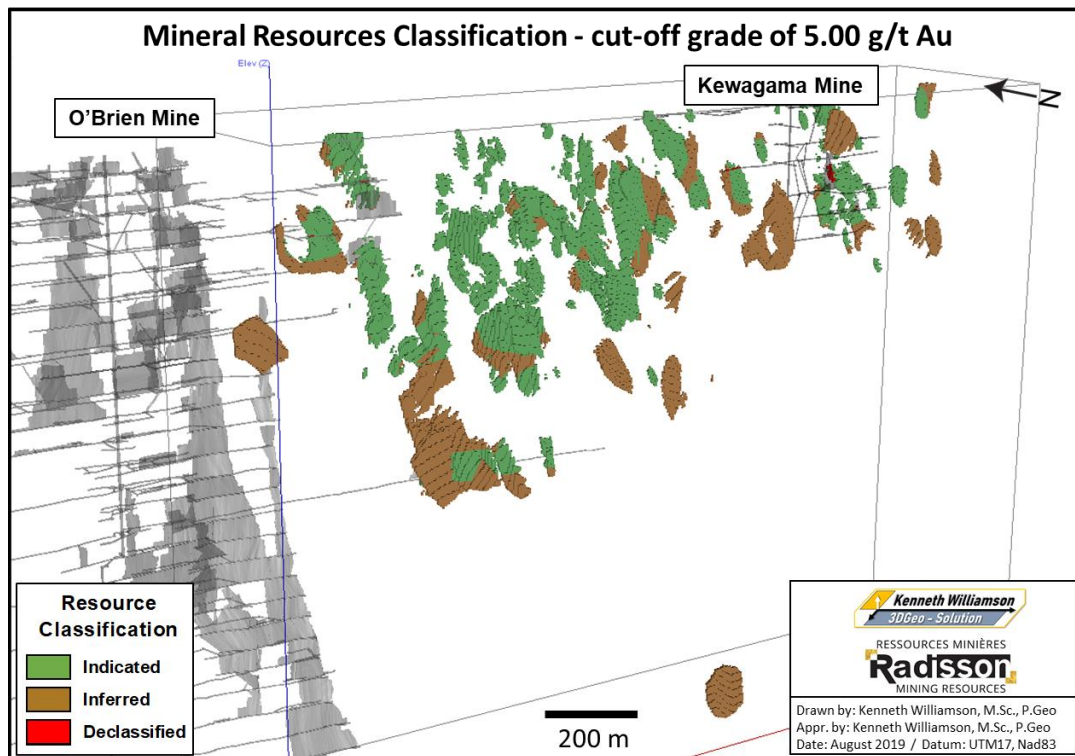 Mineral Resources Classification - cut-off grade of 5.00 g/t Au
Elev (Z)
O'Brien Mine
Kewagama Mine
N
Resource
Classification
Indicated
Inferred
Declassified
200 m
Kenneth Williamson
3DGeo - Solution
RESSOURCES MINIÈRES
Radisson
MINING RESOURCES
Drawn by: Kenneth Williamson, M.Sc., P.Geo
Appr. by: Kenneth Williamson, M.Sc., P.Geo
Date: August 2019 / Datum: UTM17, Nad83